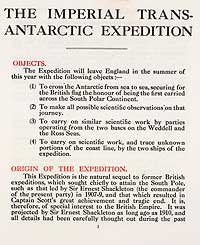 THE IMPERIAL TRANS-
ANTARCTIC EXPEDITION
OBJECTS.
The Expedition will leave England in the summer
of this year with the following objects :—
(1) To cross the Antarctic from sea to sea, securing for
the British flag the honour of being the first carried
across the South Polar Continent.
(2) To make all possible scientific observations on that
journey.
(3) To carry on similar scientific work by parties
operating from the two bases on the Weddell and
the Ross Seas.
(4) To carry on scientific work, and trace unknown
portions of the coast line, by the two ships of the
expedition.
ORIGIN OF THE EXPEDITION.
This Expedition is the natural sequel to former British
expeditions, which sought chiefly to attain the South Pole,
such as that led by Sir Ernest Shackleton (the commander
of the present party) in 1907-9, and that which resulted in
Captain Scott's great achievement and tragic end. It is,
therefore, of special interest to the British Empire. It was
projected by Sir Ernest Shackleton as long ago as 1910, and
all details had been carefully thought out during the past